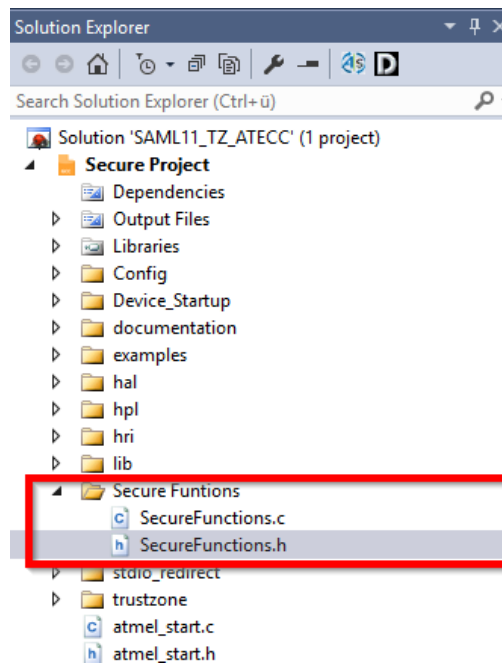 Solution Explorer
Search Solution Explorer (Ctrl+ü)
Solution 'SAML11_TZ_ATECC' (1 project)
Secure Project
Dependencies
Output Files
Libraries
Config
Device_Startup
documentation
examples
hal
hpl
hri
lib
Secure Funtions
SecureFunctions.c
SecureFunctions.h
stdio_redirect
trustzone
atmel_start.c
atmel_start.h